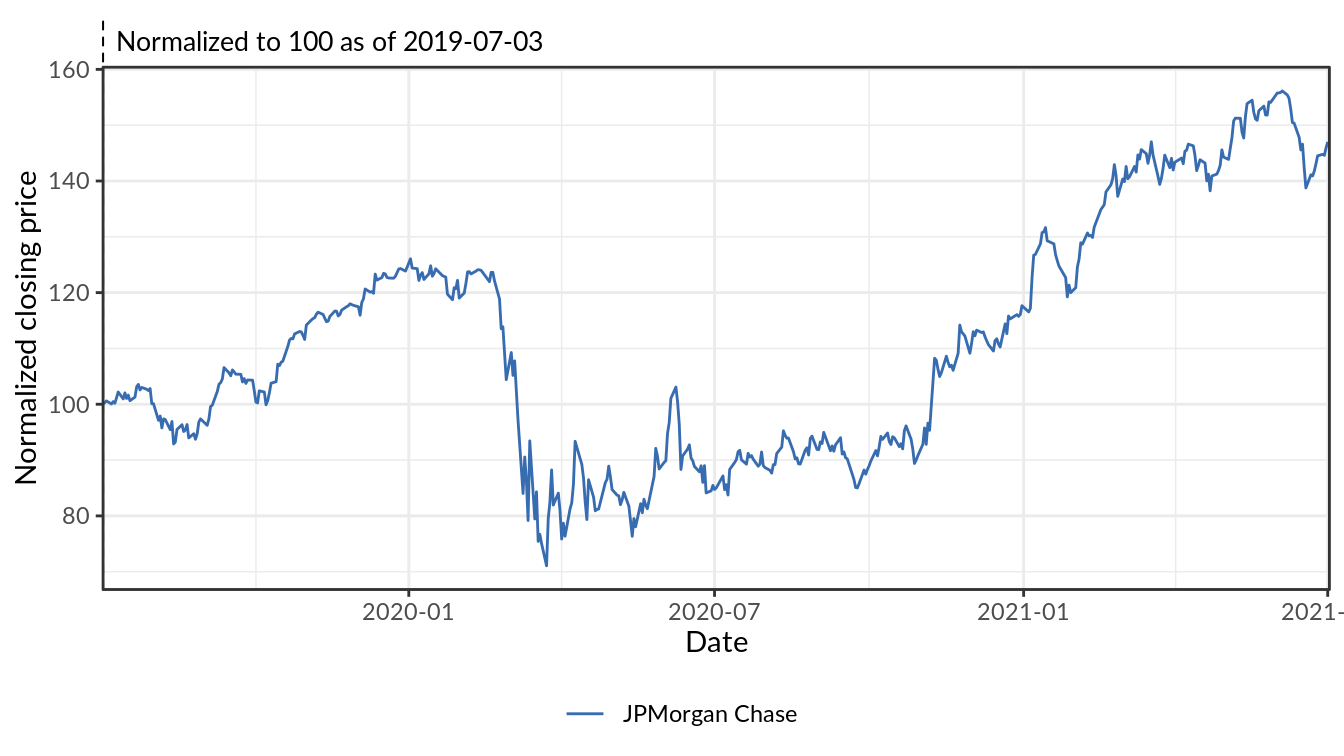 Normalized to 100 as of 2019-07-03
160
140
120
100
80
Normalized closing price
2020-01
2020-07
2021-01
2021-
Date
JPMorgan Chase